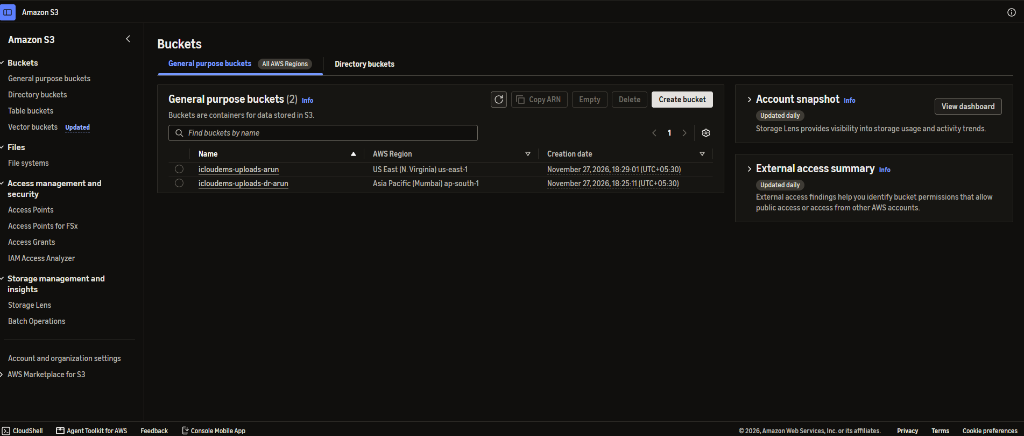 Amazon S3
Amazon S3
Buckets
General purpose buckets
Directory buckets
Table buckets
Vector buckets Updated
Files
File systems
Access management and
security
Access Points
Access Points for FSx
Access Grants
IAM Access Analyzer
Storage management and
insights
Storage Lens
Batch Operations
Account and organization settings
AWS Marketplace for S3
Buckets
General purpose buckets All AWS Regions Directory buckets
General purpose buckets (2) Info
Copy ARN Empty Delete Create bucket
Buckets are containers for data stored in S3.
Find buckets by name
1
Name AWS Region Creation date
icloudems-uploads-arun US East (N. Virginia) us-east-1 November 27, 2026, 18:29:01 (UTC+05:30)
icloudems-uploads-dr-arun Asia Pacific (Mumbai) ap-south-1 November 27, 2026, 18:25:11 (UTC+05:30)
Account snapshot Info
View dashboard
Updated daily
Storage Lens provides visibility into storage usage and activity trends.
External access summary Info
Updated daily
External access findings help you identify bucket permissions that allow
public access or access from other AWS accounts.
CloudShell Agent Toolkit for AWS Feedback Console Mobile App
© 2026, Amazon Web Services, Inc. or its affiliates. Privacy Terms Cookie preferences